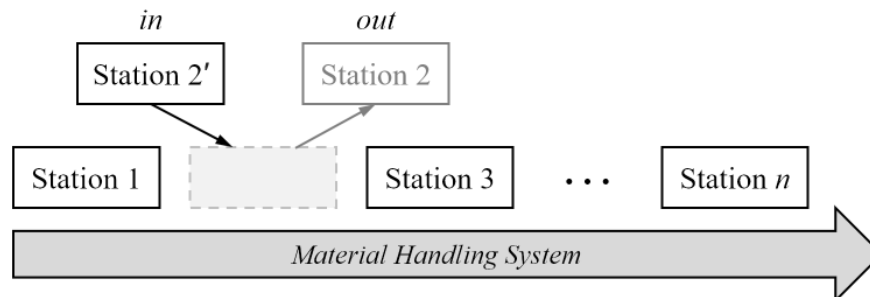 in out
Station 2′ Station 2
Station 1 Station 3 ... Station n
Material Handling System